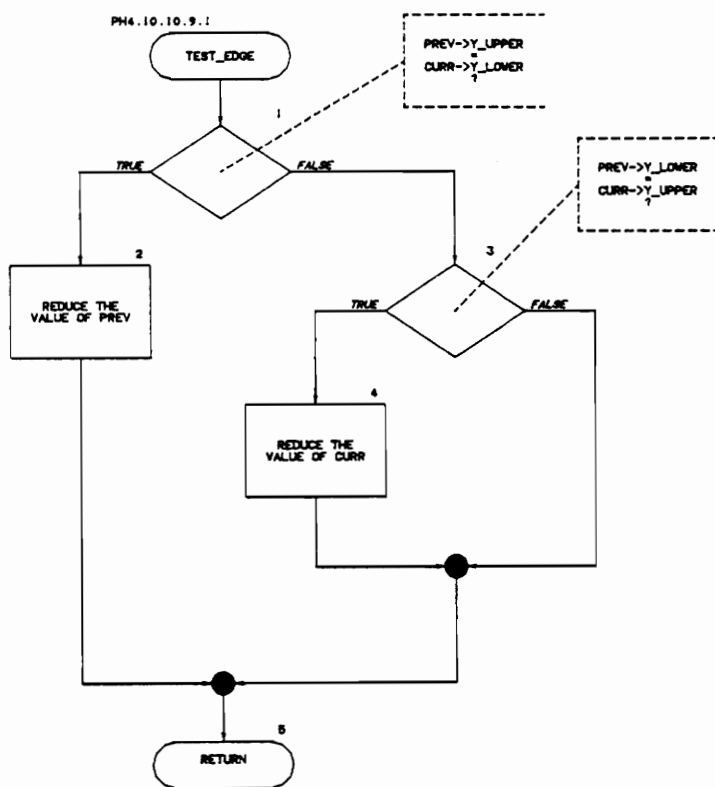 PH4.10.10.9.1
TEST_EDGE
PREV->Y_UPPER
=
CURR->Y_LOWER
?
1
TRUE
FALSE
PREV->Y_LOWER
=
CURR->Y_UPPER
?
2
3
REDUCE THE
VALUE OF PREV
TRUE
FALSE
4
REDUCE THE
VALUE OF CURR
5
RETURN